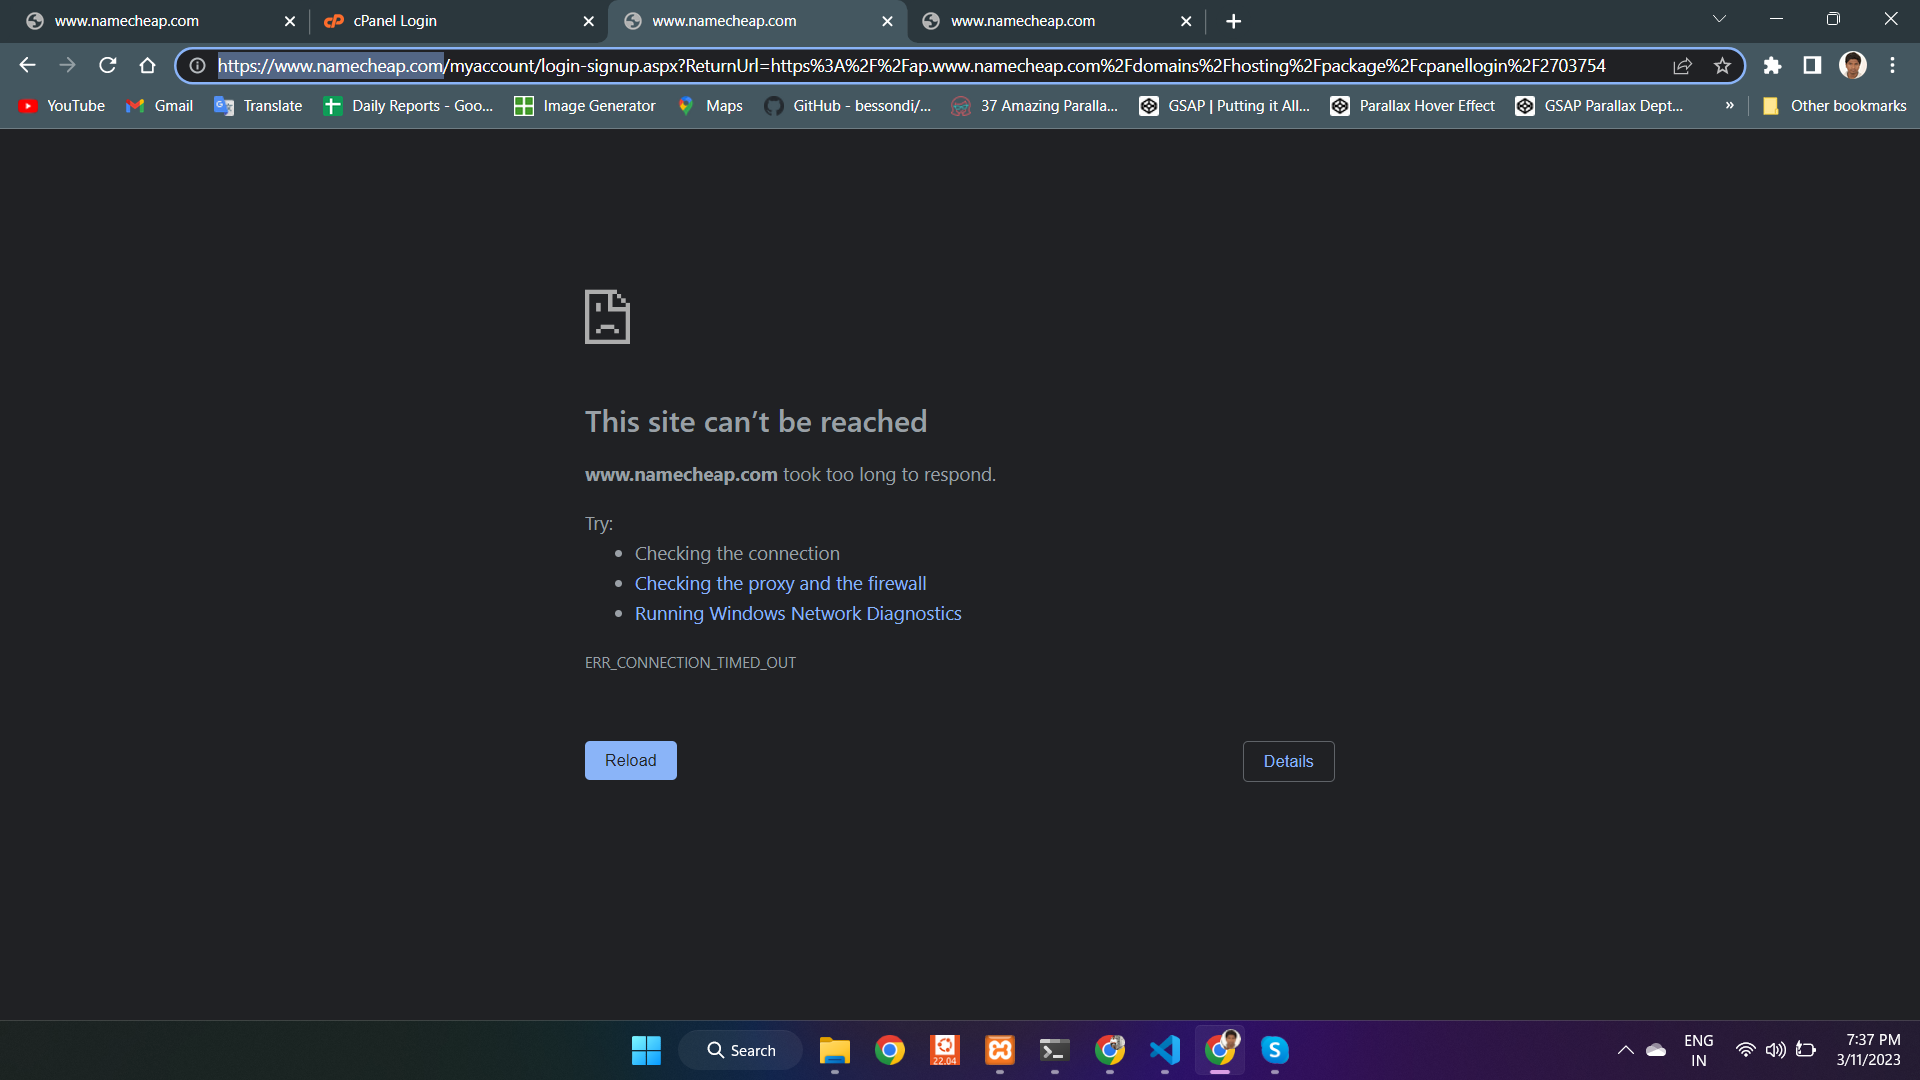 www.namecheap.com
cPanel Login
www.namecheap.com
www.namecheap.com
https://www.namecheap.com/myaccount/login-signup.aspx?ReturnUrl=https%3A%2F%2Fap.www.namecheap.com%2Fdomains%2Fhosting%2Fpackage%2Fcpanellogin%2F2703754
YouTube
Gmail
Translate
Daily Reports - Goo...
Image Generator
Maps
GitHub - bessondi/...
37 Amazing Paralla...
GSAP | Putting it All...
Parallax Hover Effect
GSAP Parallax Dept...
»
Other bookmarks
This site can’t be reached
www.namecheap.com took too long to respond.
Try:
• Checking the connection
• Checking the proxy and the firewall
• Running Windows Network Diagnostics
ERR_CONNECTION_TIMED_OUT
Reload
Details
Search
22.04
ENG
IN
7:37 PM
3/11/2023